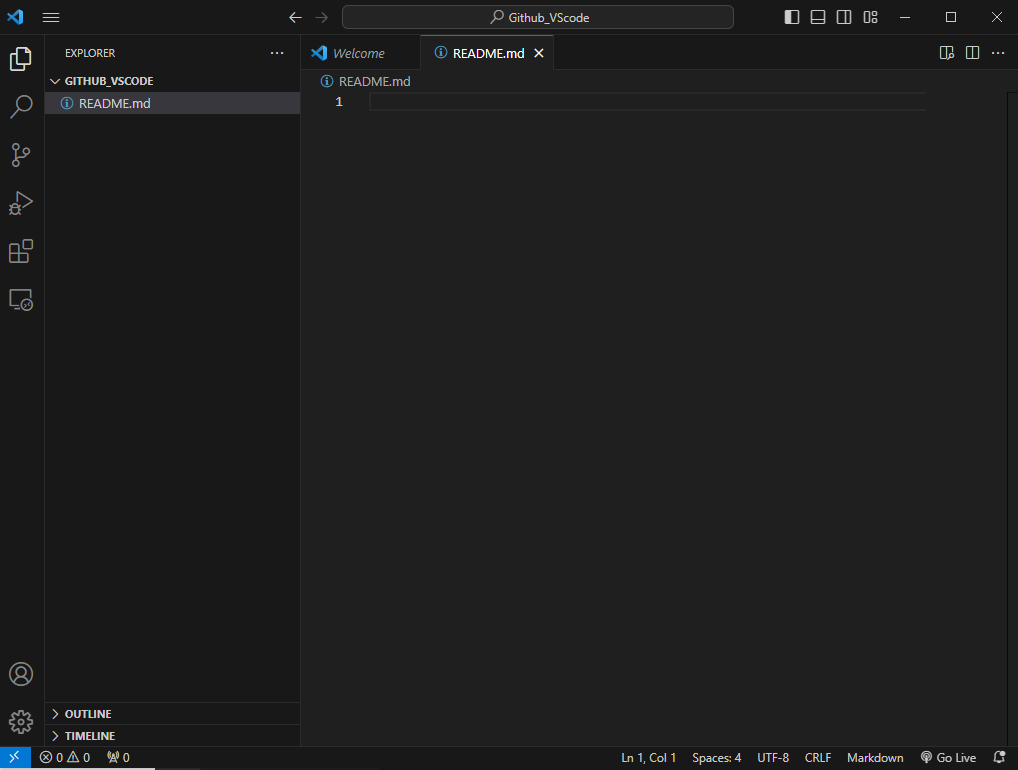 Github_VScode
EXPLORER
Welcome
README.md
GITHUB_VSCODE
README.md
README.md
1
OUTLINE
TIMELINE
0 0 0 Ln 1, Col 1 Spaces: 4 UTF-8 CRLF Markdown Go Live